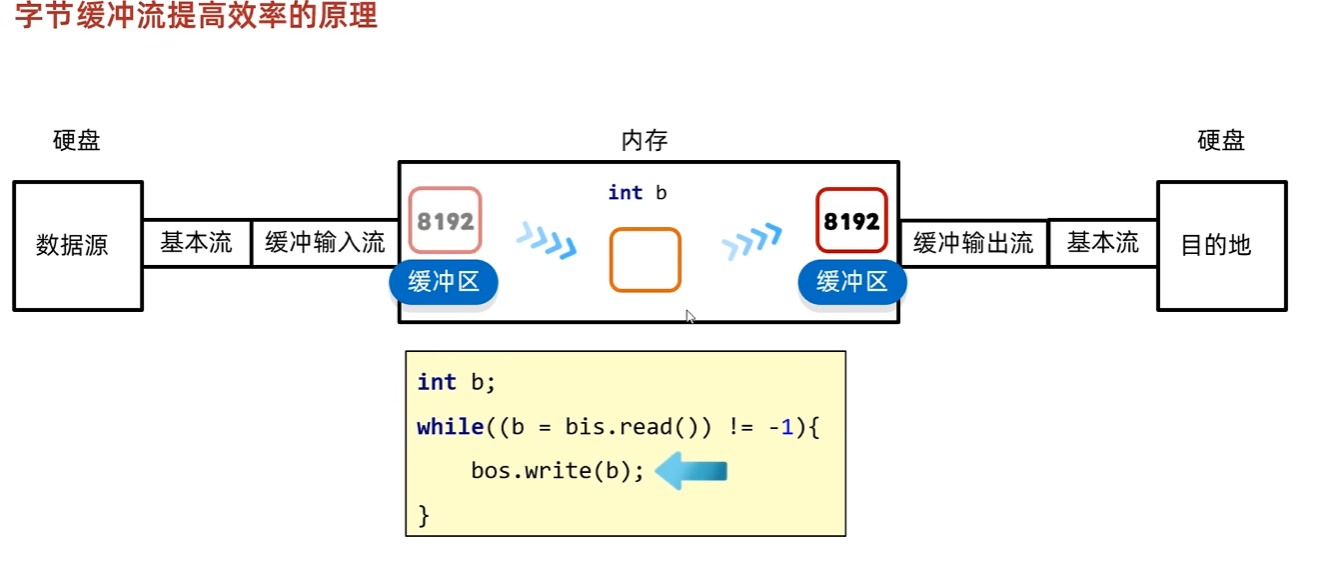 字节缓冲流提高效率的原理
硬盘
内存
硬盘
int b
8192
8192
数据源
基本流
缓冲输入流
缓冲输出流
基本流
目的地
缓冲区
缓冲区
int b;
while((b = bis.read()) != -1){
bos.write(b);
}